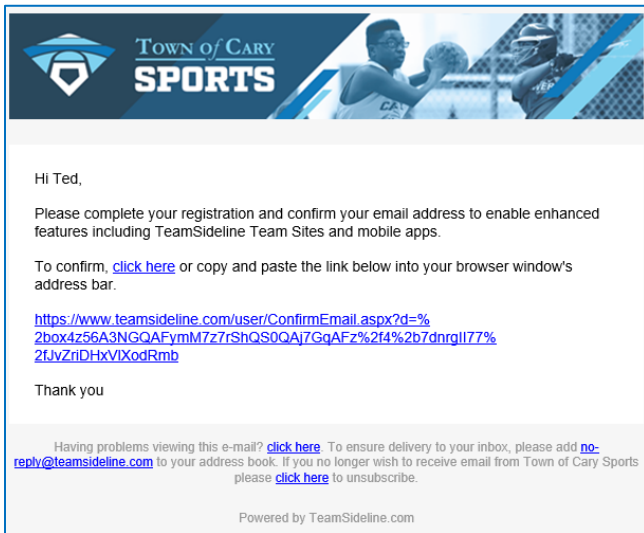 TOWN of CARY
SPORTS
Hi Ted,
Please complete your registration and confirm your email address to enable enhanced
features including TeamSideline Team Sites and mobile apps.
To confirm, click here or copy and paste the link below into your browser window's
address bar.
https://www.teamsideline.com/user/ConfirmEmail.aspx?d=%
2box4z56A3NGQAFymM7z7rShQS0QAj7GqAFz%2f4%2b7dnrgII77%
2fJvZriDHxVlXodRmb
Thank you
Having problems viewing this e-mail? click here. To ensure delivery to your inbox, please add no-
reply@teamsideline.com to your address book. If you no longer wish to receive email from Town of Cary Sports
please click here to unsubscribe.
Powered by TeamSideline.com